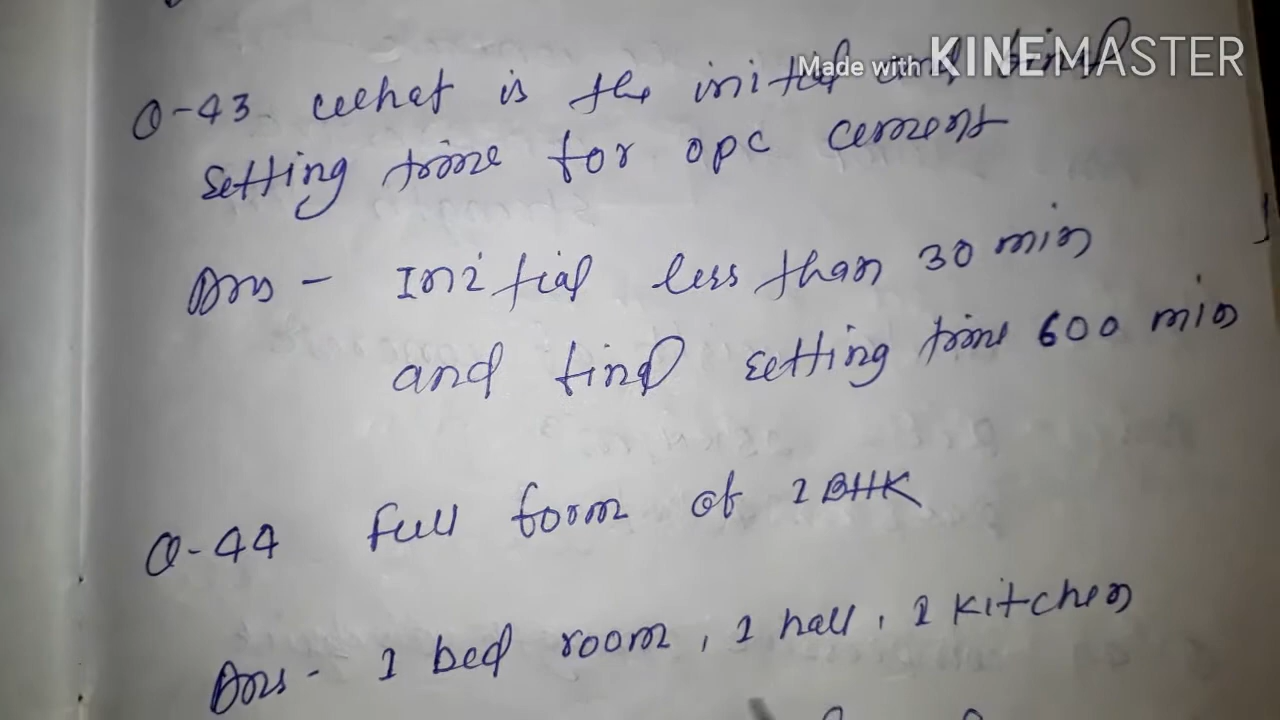 Made with KINEMASTER
Q-43. What is the initial and final
setting time for opc cement
Ans - Initial less than 30 min
and final setting time 600 min
Q-44 Full form of 1 BHK
Ans - 1 bed room, 1 hall, 1 kitchen